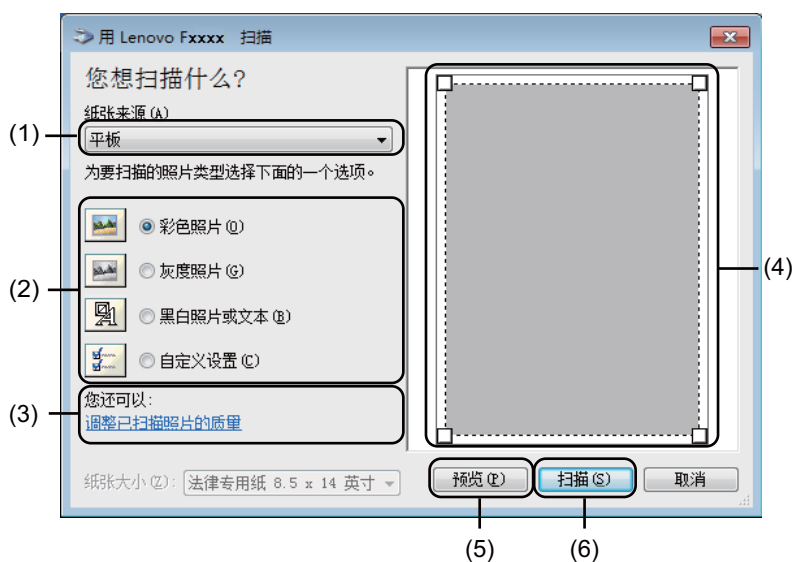 用 Lenovo Fxxxx 扫描
您想扫描什么?
纸张来源(A)
(1)
平板
为要扫描的照片类型选择下面的一个选项。
彩色照片(O)
灰度照片(G)
(2)
黑白照片或文本(B)
自定义设置(C)
(3)
您还可以:
调整已扫描照片的质量
(4)
纸张大小(Z): 法律专用纸 8.5 x 14 英寸
预览(P) 扫描(S) 取消
(5) (6)